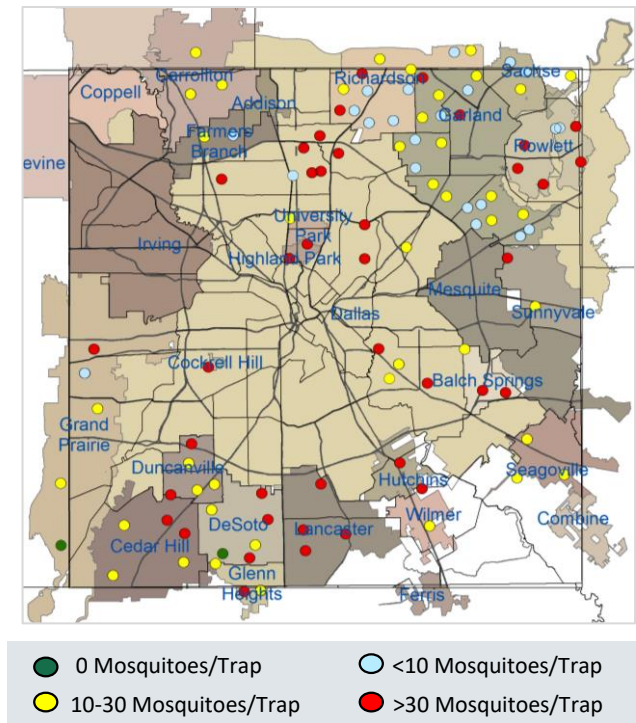 Carrollton
Richardson
Sachse
Coppell
Addison
Garland
Farmers
Branch
Rowlett
evine
University
Park
Irving
Highland Park
Mesquite
Dallas
Sunnyvale
Cockrell Hill
Balch Springs
Grand
Prairie
Duncanville
Hutchins
Seagoville
DeSoto
Lancaster
Wilmer
Combine
Cedar Hill
Glenn
Heights
Ferris
0 Mosquitoes/Trap
<10 Mosquitoes/Trap
10-30 Mosquitoes/Trap
>30 Mosquitoes/Trap